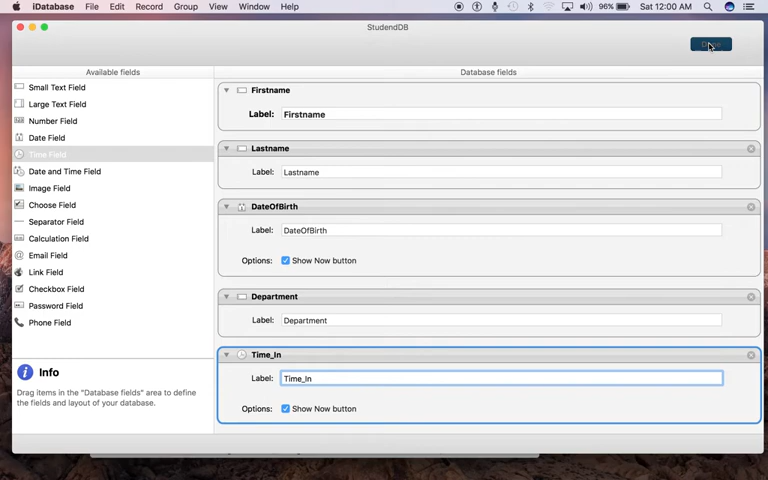 iDatabase File Edit Record Group View Window Help 96% Sat 12:00 AM
StudendDB
Available fields Database fields
Small Text Field
Large Text Field
Number Field
Date Field
Time Field
Date and Time Field
Image Field
Choose Field
Separator Field
Calculation Field
Email Field
Link Field
Checkbox Field
Password Field
Phone Field
Info
Drag items in the "Database fields" area to define
the fields and layout of your database.
Firstname
Label: Firstname
Lastname
Label: Lastname
DateOfBirth
Label: DateOfBirth
Options: Show Now button
Department
Label: Department
Time_In
Label: Time_In
Options: Show Now button